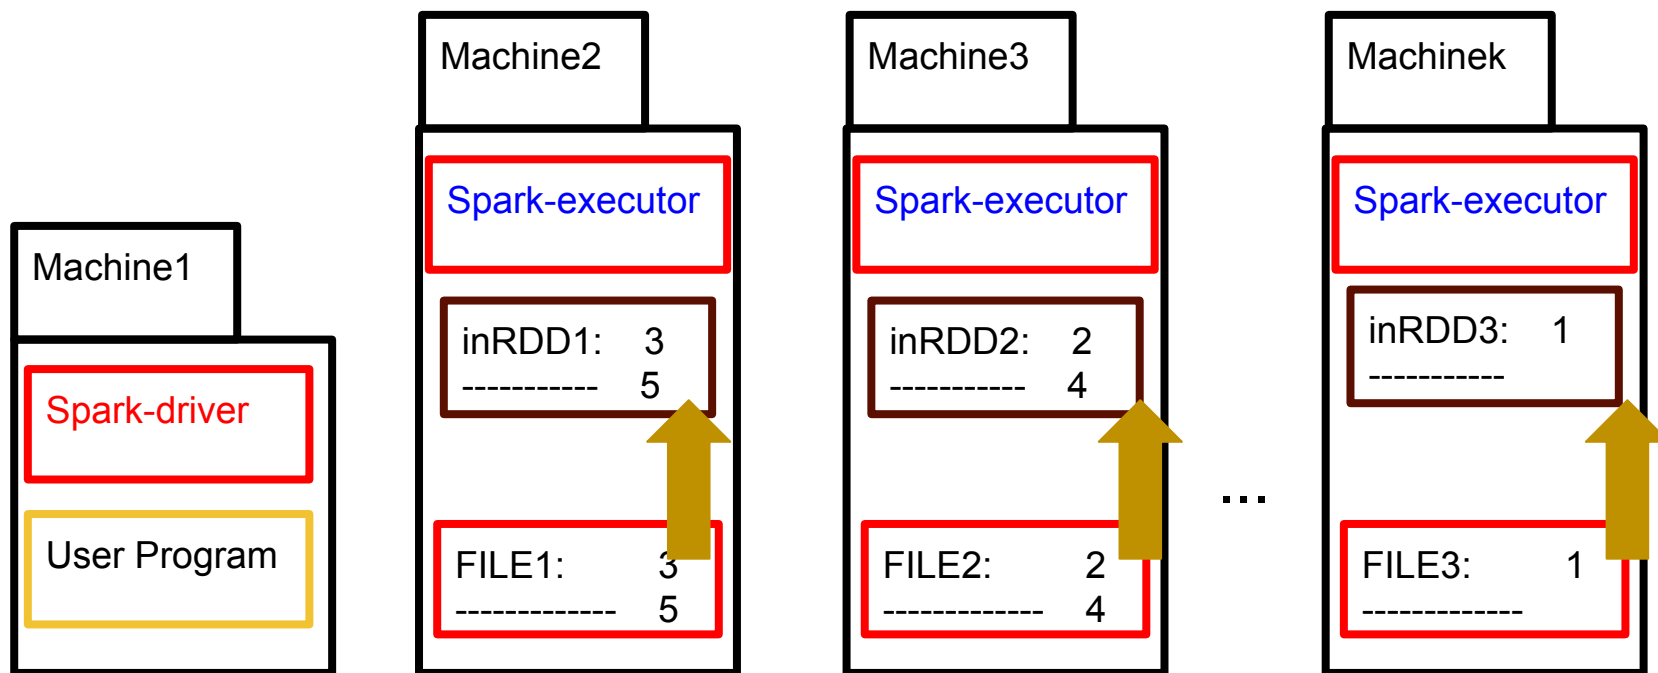 Machine1
Spark-driver
User Program
Machine2
Spark-executor
inRDD1: 3
----------- 5
FILE1: 3
------------- 5
Machine3
Spark-executor
inRDD2: 2
----------- 4
FILE2: 2
------------- 4
...
Machinek
Spark-executor
inRDD3: 1
-----------
FILE3: 1
-------------